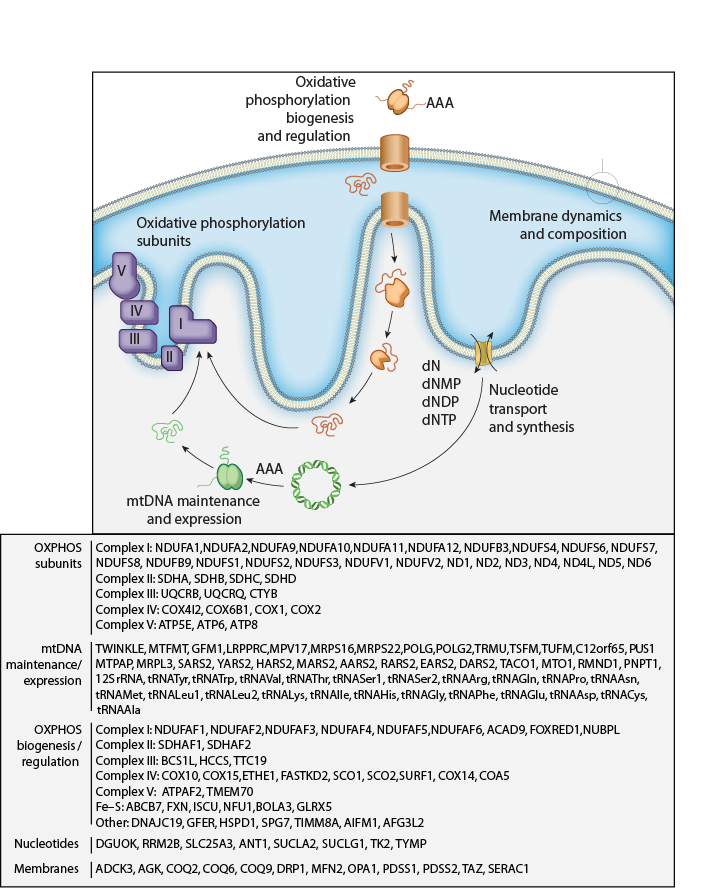 Oxidative
phosphorylation
biogenesis
and regulation
AAA
Oxidative phosphorylation
subunits
Membrane dynamics
and composition
V
IV
III
II
I
dN
dNMP
dNDP
dNTP
Nucleotide
transport
and synthesis
AAA
mtDNA maintenance
and expression
OXPHOS
subunits
Complex I: NDUFA1,NDUFA2,NDUFA9,NDUFA10,NDUFA11,NDUFA12, NDUFB3,NDUFS4, NDUFS6, NDUFS7,
NDUFS8, NDUFB9, NDUFS1, NDUFS2, NDUFS3, NDUFV1, NDUFV2, ND1, ND2, ND3, ND4, ND4L, ND5, ND6
Complex II: SDHA, SDHB, SDHC, SDHD
Complex III: UQCRB, UQCRQ, CTYB
Complex IV: COX4I2, COX6B1, COX1, COX2
Complex V: ATP5E, ATP6, ATP8
mtDNA
maintenance/
expression
TWINKLE, MTFMT, GFM1, LRPPRC,MPV17,MRPS16,MRPS22,POLG,POLG2,TRMU,TSFM,TUFM,C12orf65, PUS1
MTPAP, MRPL3, SARS2, YARS2, HARS2, MARS2, AARS2, RARS2, EARS2, DARS2, TACO1, MTO1, RMND1, PNPT1,
12S rRNA, tRNATyr, tRNATrp, tRNAVal, tRNAThr, tRNASer1, tRNASer2, tRNAArg, tRNAGln, tRNAPro, tRNAAsn,
tRNAMet, tRNALeu1, tRNALeu2, tRNALys, tRNAIle, tRNAHis, tRNAGly, tRNAPhe, tRNAGlu, tRNAAsp, tRNACys,
tRNAAla
OXPHOS
biogenesis/
regulation
Complex I: NDUFAF1, NDUFAF2,NDUFAF3, NDUFAF4, NDUFAF5,NDUFAF6, ACAD9, FOXRED1,NUBPL
Complex II: SDHAF1, SDHAF2
Complex III: BCS1L, HCCS, TTC19
Complex IV: COX10, COX15,ETHE1, FASTKD2, SCO1, SCO2,SURF1, COX14, COA5
Complex V: ATPAF2, TMEM70
Fe–S: ABCB7, FXN, ISCU, NFU1,BOLA3, GLRX5
Other: DNAJC19, GFER, HSPD1, SPG7, TIMM8A, AIFM1, AFG3L2
Nucleotides
DGUOK, RRM2B, SLC25A3, ANT1, SUCLA2, SUCLG1, TK2, TYMP
Membranes
ADCK3, AGK, COQ2, COQ6, COQ9, DRP1, MFN2, OPA1, PDSS1, PDSS2, TAZ, SERAC1